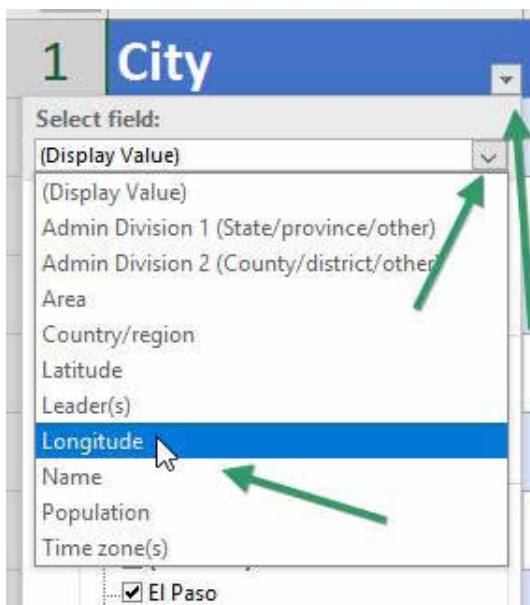 1 City
Select field:
(Display Value)
(Display Value)
Admin Division 1 (State/province/other)
Admin Division 2 (County/district/other
Area
Country/region
Latitude
Leader(s)
Longitude
Name
Population
Time zone(s)
El Paso